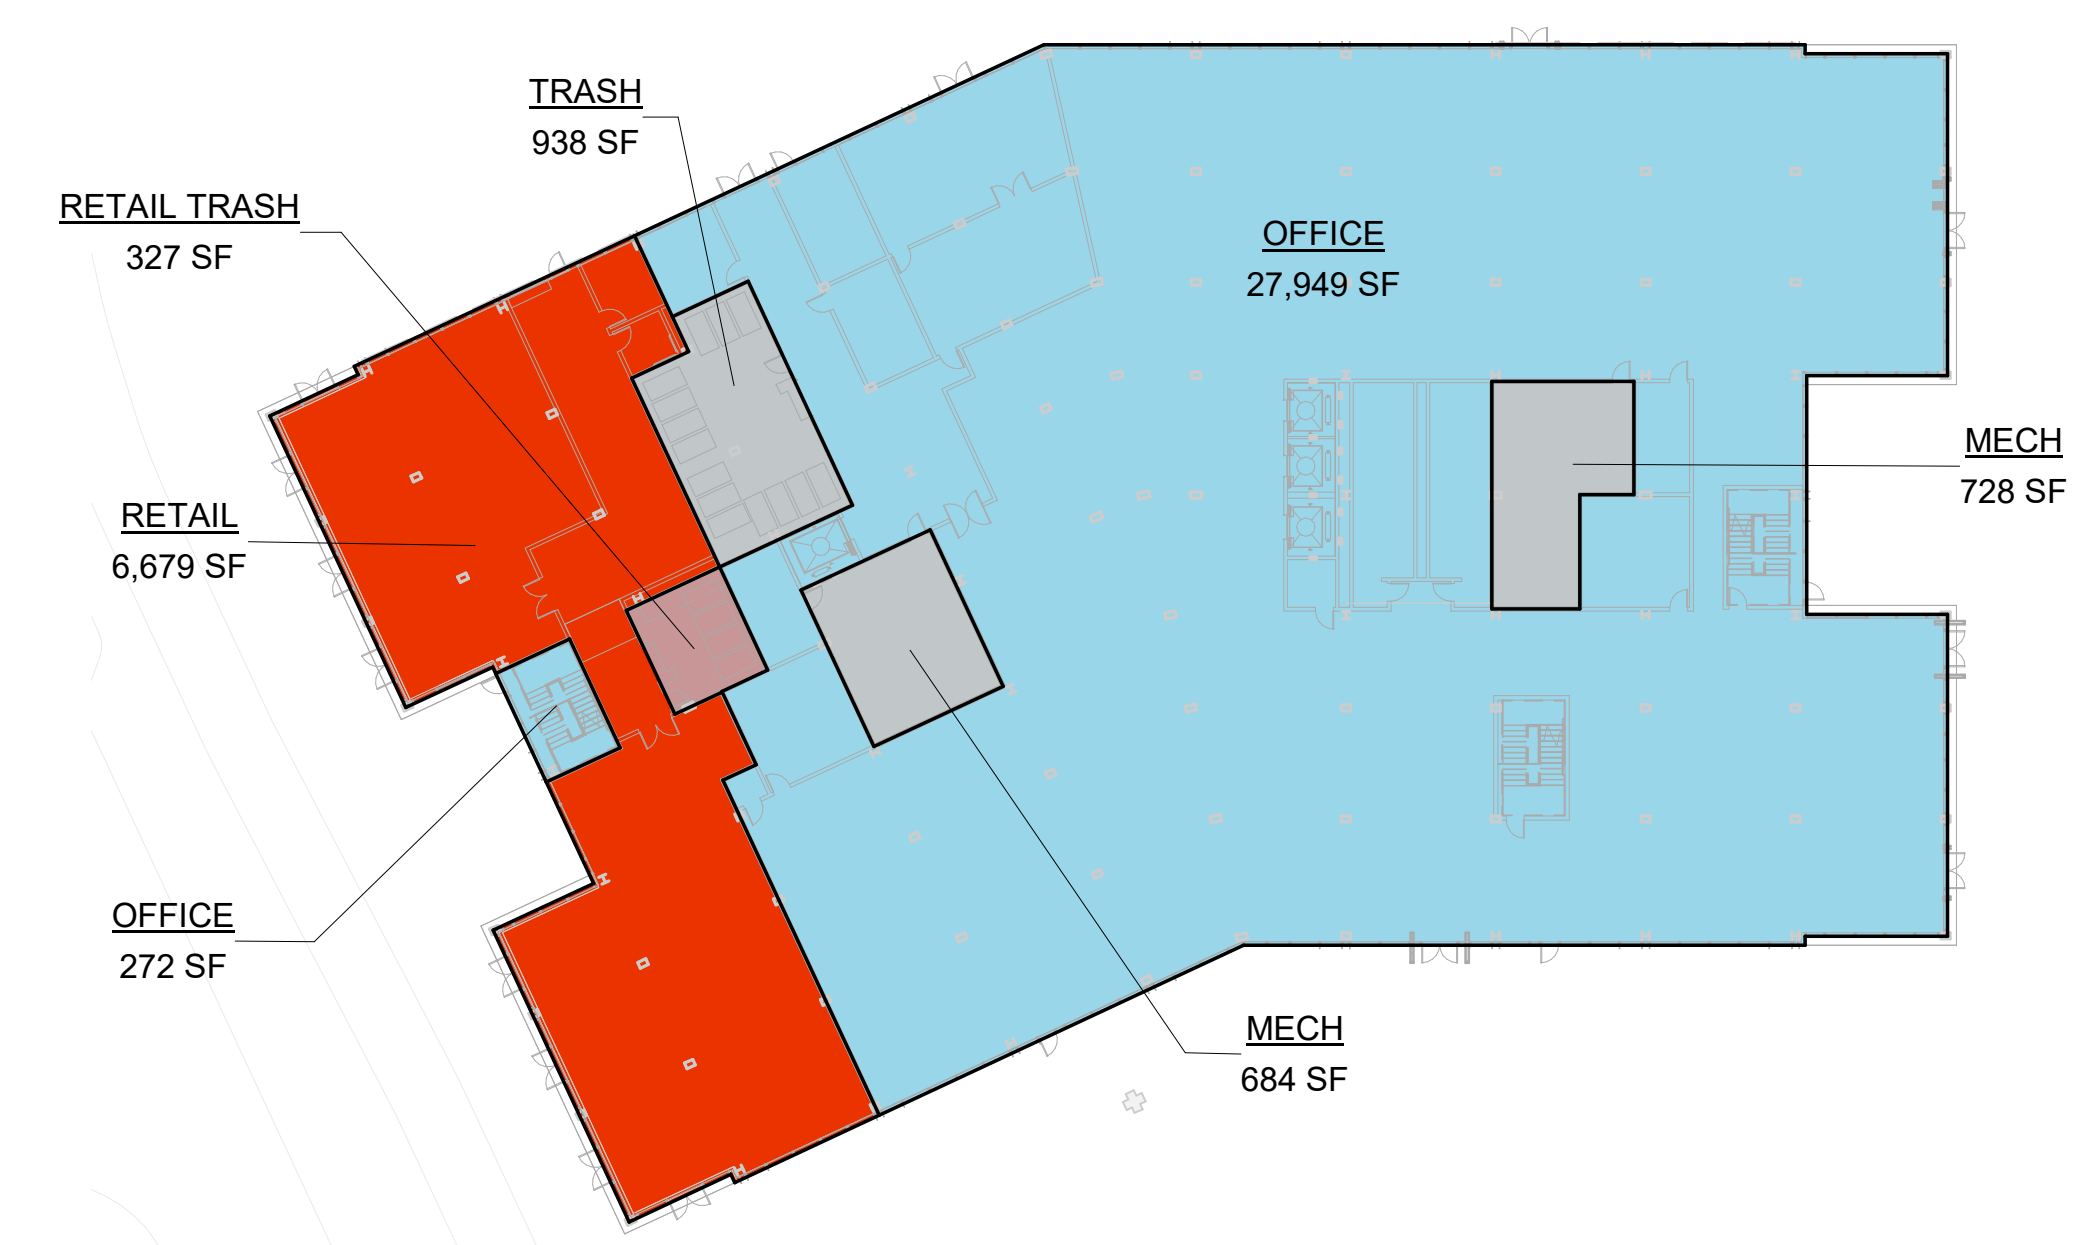 TRASH
938 SF
RETAIL TRASH
327 SF
OFFICE
27,949 SF
MECH
728 SF
RETAIL
6,679 SF
OFFICE
272 SF
MECH
684 SF